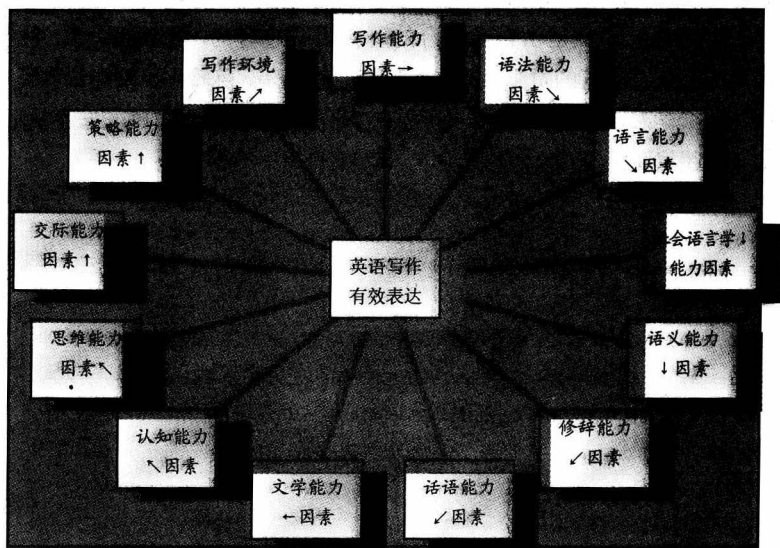 写作能力
因素→
语法能力
因素↘
语言能力
↘因素
会语言学↓
能力因素
语义能力
↓因素
修辞能力
↙因素
话语能力
↙因素
文学能力
←因素
认知能力
↖因素
思维能力
因素↖
交际能力
因素↑
策略能力
因素↑
写作环境
因素↗
英语写作
有效表达